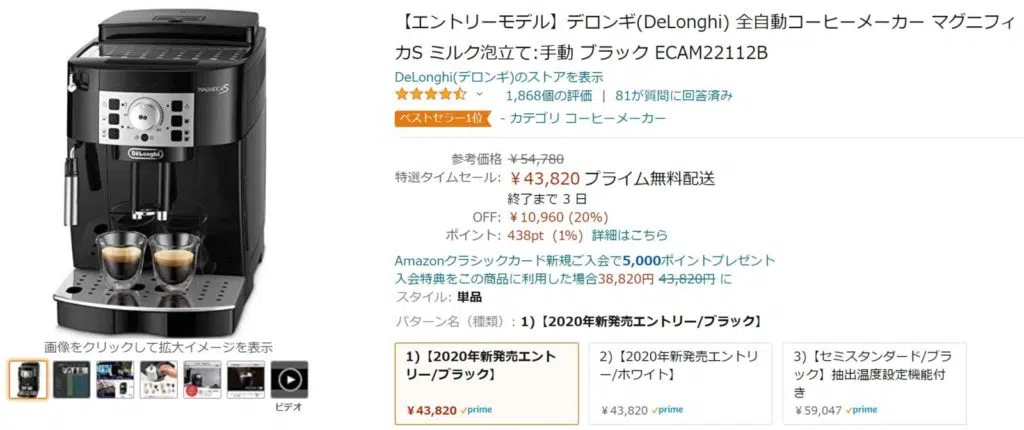 【エントリーモデル】デロンギ(DeLonghi) 全自動コーヒーメーカー マグニフィ
カS ミルク泡立て:手動 ブラック ECAM22112B
DeLonghi(デロンギ)のストアを表示
1,868個の評価 | 81が質問に回答済み
ベストセラー1位 - カテゴリ コーヒーメーカー
参考価格 ￥54,780
特選タイムセール: ￥43,820 プライム無料配送
終了まで 3 日
OFF: ￥10,960 (20%)
ポイント: 438pt (1%) 詳細はこちら
Amazonクラシックカード新規ご入会で5,000ポイントプレゼント
入会特典をこの商品に利用した場合38,820円 43,820円 に
スタイル: 単品
パターン名（種類）: 1)【2020年新発売エントリー/ブラック】
1)【2020年新発売エント
リー/ブラック】
￥43,820 prime
2)【2020年新発売エントリ
ー/ホワイト】
￥43,820 prime
3)【セミスタンダード/ブラ
ック】抽出温度設定機能付
き
￥59,047 prime
MAGNIFICA S
DeLonghi
画像をクリックして拡大イメージを表示
ビデオ